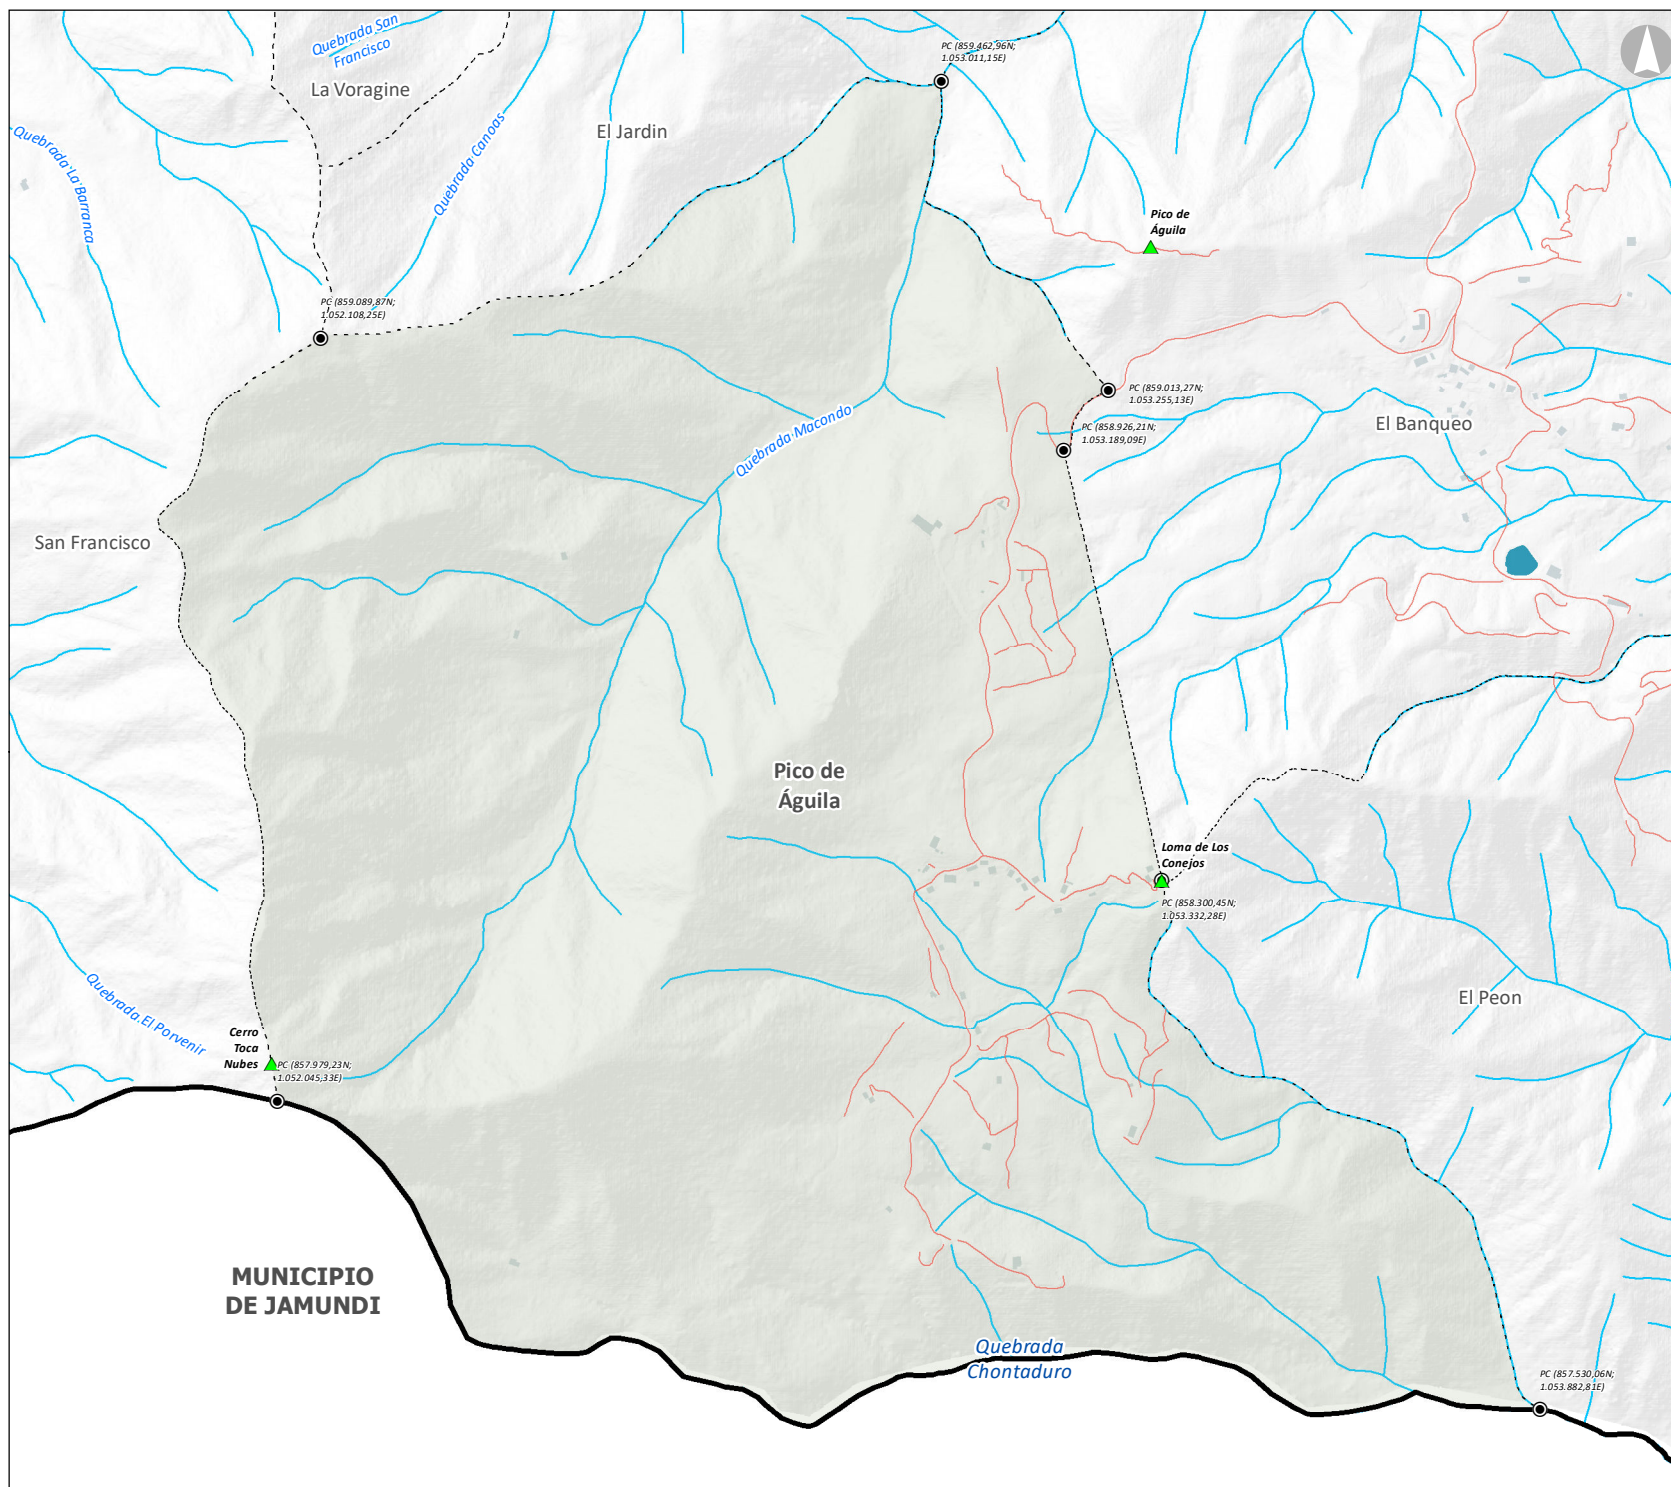 Quebrada San
Francisco
PC (859.462,96N;
1.053.011,15E)
La Voragine
El Jardin
Quebrada La Barranca
Quebrada Canoas
Pico de
Águila
PC (859.089,87N;
1.052.108,25E)
PC (859.013,27N;
1.053.255,13E)
Quebrada Macondo
PC (858.926,21N;
1.053.189,09E)
El Banqueo
San Francisco
Pico de
Águila
Loma de Los
Conejos
PC (858.300,45N;
1.053.332,28E)
El Peon
Quebrada El Porvenir
Cerro
Toca
Nubes
PC (857.979,23N;
1.052.045,33E)
MUNICIPIO
DE JAMUNDI
Quebrada
Chontaduro
PC (857.530,06N;
1.053.882,81E)